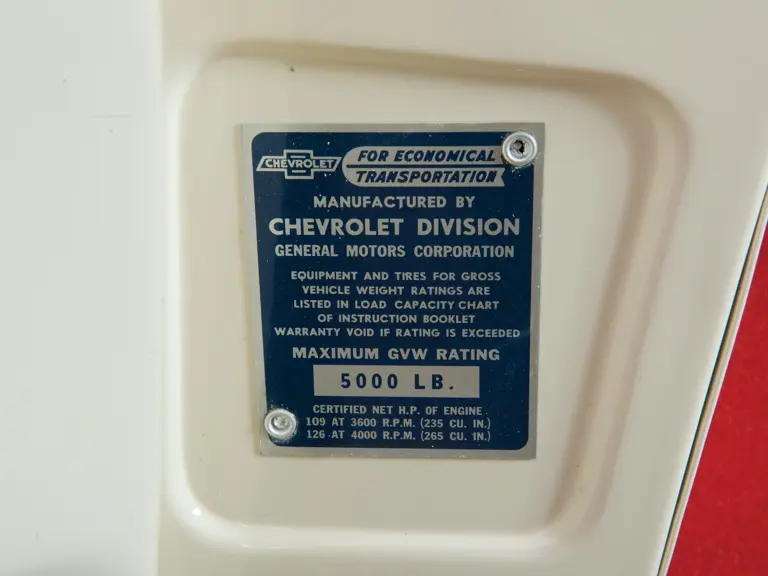 CHEVROLET
FOR ECONOMICAL
TRANSPORTATION
MANUFACTURED BY
CHEVROLET DIVISION
GENERAL MOTORS CORPORATION
EQUIPMENT AND TIRES FOR GROSS
VEHICLE WEIGHT RATINGS ARE
LISTED IN LOAD CAPACITY CHART
OF INSTRUCTION BOOKLET
WARRANTY VOID IF RATING IS EXCEEDED
MAXIMUM GVW RATING
5000 LB.
CERTIFIED NET H.P. OF ENGINE
109 AT 3600 R.P.M. (235 CU. IN.)
126 AT 4000 R.P.M. (265 CU. IN.)